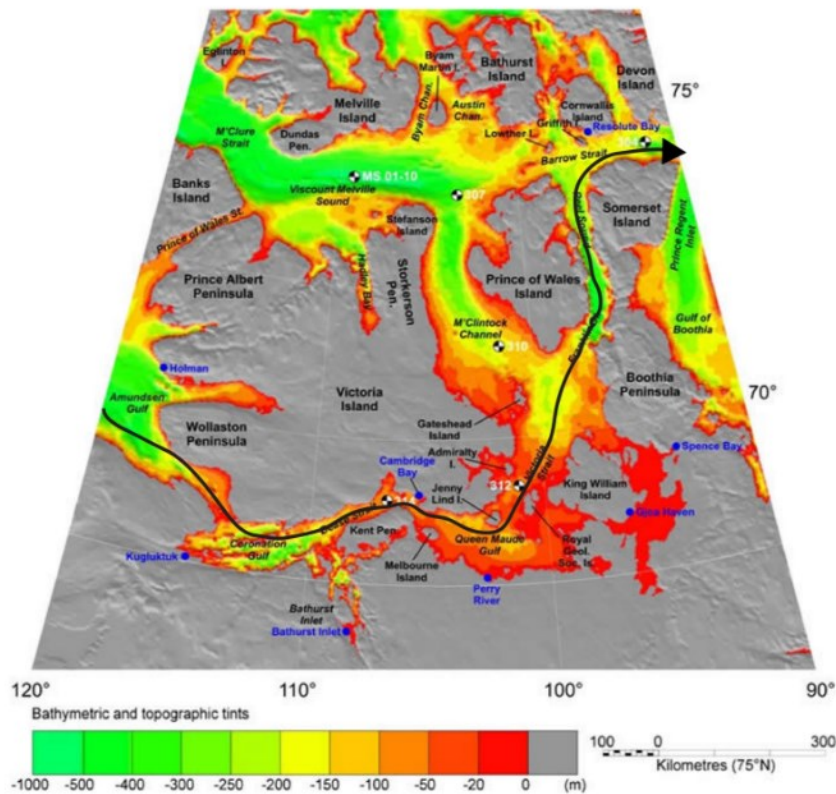 Eglinton
I.
Byam
Martin I.
Bathurst
Island
Devon
Island
75°
Melville
Island
Byam Chan.
Austin
Chan.
Cornwallis
Island
Griffith I.
Resolute Bay
M'Clure
Strait
Dundas
Pen.
Lowther I.
Barrow Strait
Banks
Island
MS 01-10
Viscount Melville
Sound
307
Somerset
Island
Stefanson
Island
Prince of Wales St.
Hadley Bay
Storkerson
Pen.
Prince of Wales
Island
Prince Regent
Inlet
Prince Albert
Peninsula
M'Clintock
Channel
310
Gulf of
Boothia
Holman
Victoria
Island
Boothia
Peninsula
70°
Amundsen
Gulf
Wollaston
Peninsula
Gateshead
Island
Admiralty
I.
Victoria
Strait
Spence Bay
Cambridge
Bay
Jenny
Lind I.
312
King William
Island
Gjoa Haven
Kent Pen.
Coronation
Gulf
Queen Maude
Gulf
Royal
Geol.
Soc. Is.
Kugluktuk
Melbourne
Island
Perry
River
Bathurst
Inlet
Bathurst Inlet
120°
110°
100°
90°
Bathymetric and topographic tints
-1000 -500 -400 -300 -250 -200 -150 -100 -50 -20 0 (m)
100 0 300
Kilometres (75°N)